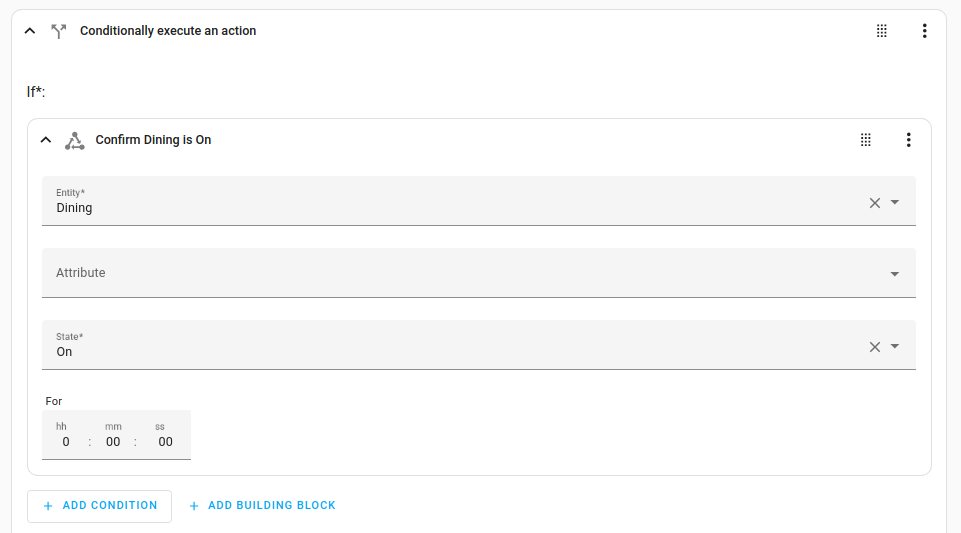 Conditionally execute an action
If*:
Confirm Dining is On
Entity*
Dining
Attribute
State*
On
For
hh mm ss
0 : 00 : 00
+ ADD CONDITION + ADD BUILDING BLOCK